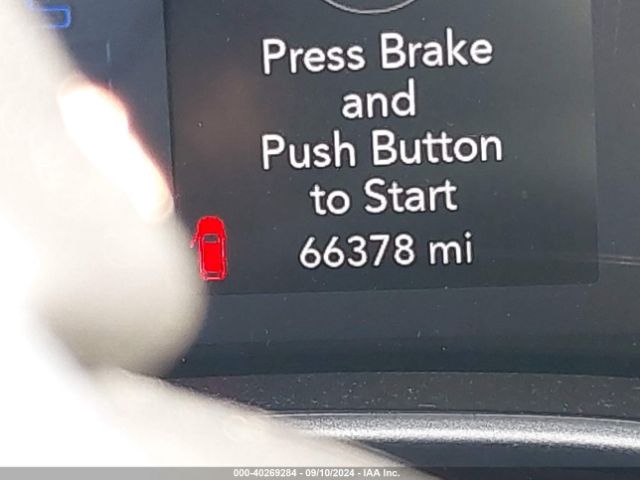 Press Brake
and
Push Button
to Start
66378 mi
000-40269284 - 09/10/2024 - IAA Inc.